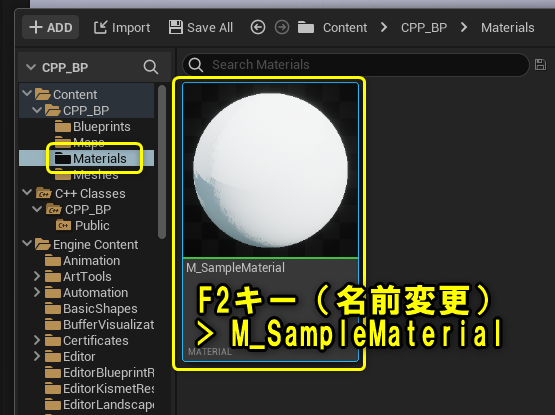 ADD
Import
Save All
Content
CPP_BP
Materials
CPP_BP
Search Materials
Content
CPP_BP
Blueprints
Maps
Materials
Meshes
C++ Classes
CPP_BP
Public
Engine Content
Animation
ArtTools
Automation
BasicShapes
BufferVisualizat
Certificates
Editor
EditorBlueprintR
EditorKismetRes
EditorLandscape
M_SampleMaterial
F2キー（名前変更）
> M_SampleMaterial
MATERIAL